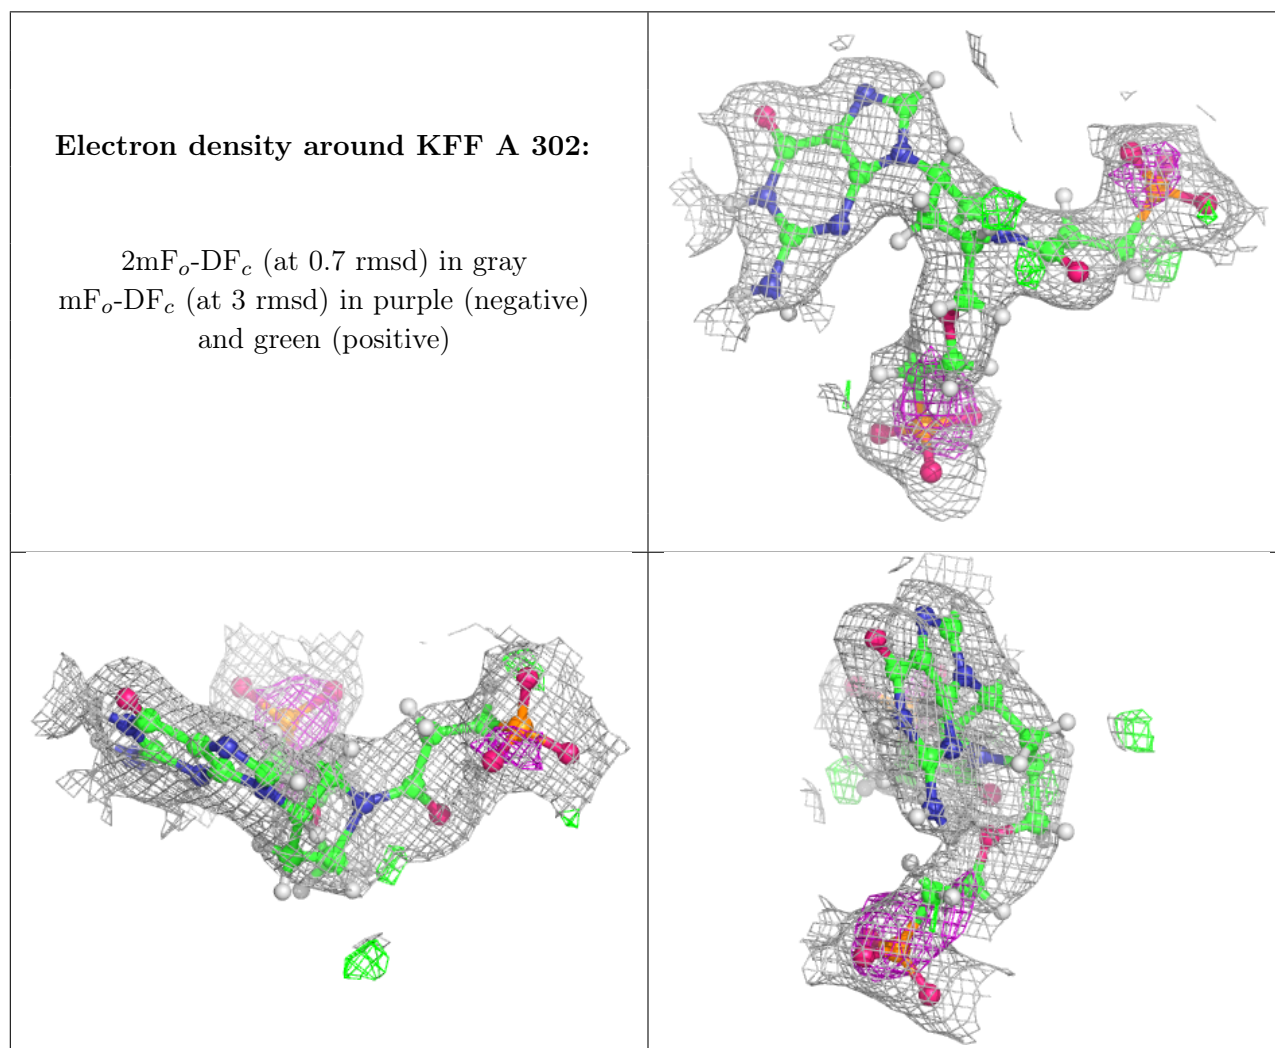 Electron density around KFF A 302:
2mFo-DFc (at 0.7 rmsd) in gray
mFo-DFc (at 3 rmsd) in purple (negative)
and green (positive)